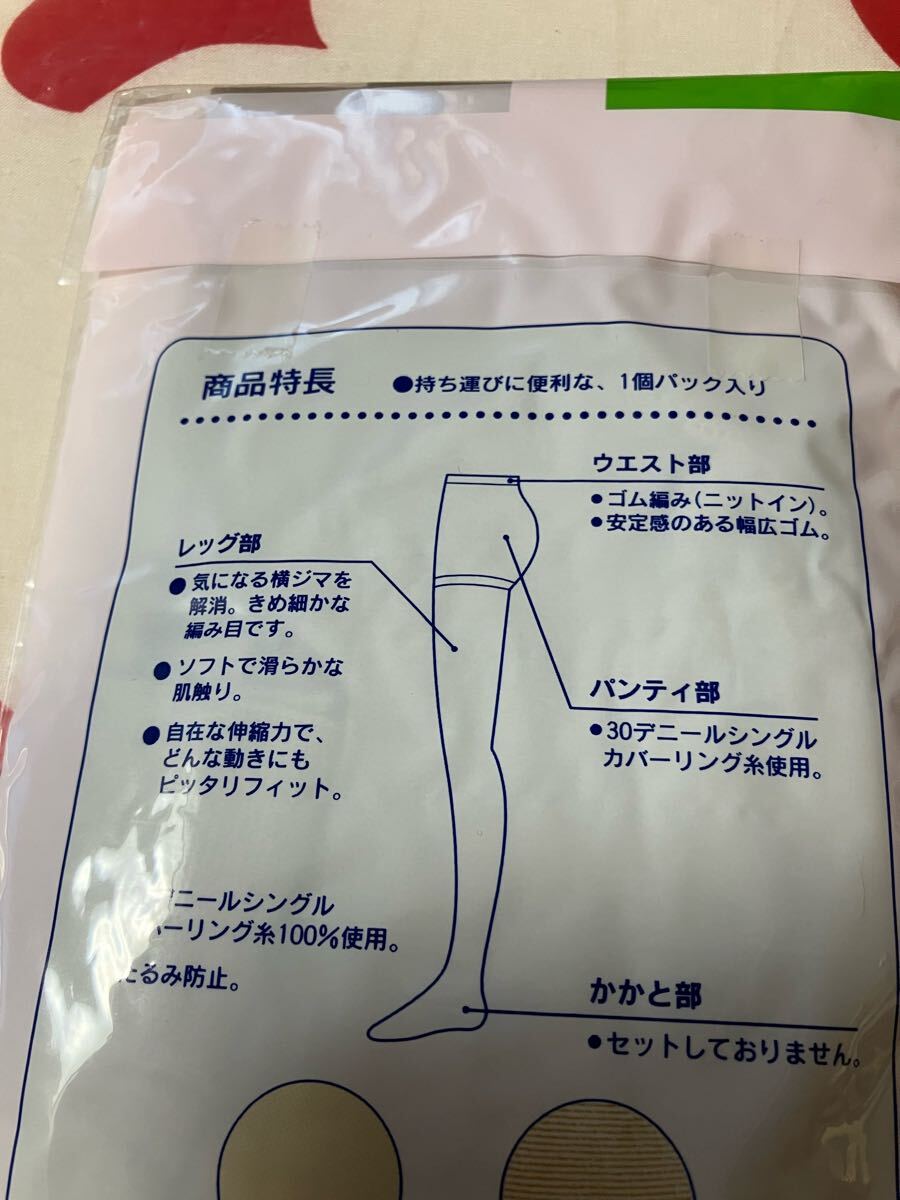 商品特長
●持ち運びに便利な、1個パック入り
ウエスト部
●ゴム編み(ニットイン)。
●安定感のある幅広ゴム。
レッグ部
●気になる横ジマを
解消。きめ細かな
編み目です。
●ソフトで滑らかな
肌触り。
●自在な伸縮力で、
どんな動きにも
ピッタリフィット。
パンティ部
●30デニールシングル
カバーリング糸使用。
ニールシングル
ーリング糸100%使用。
たるみ防止。
かかと部
●セットしておりません。